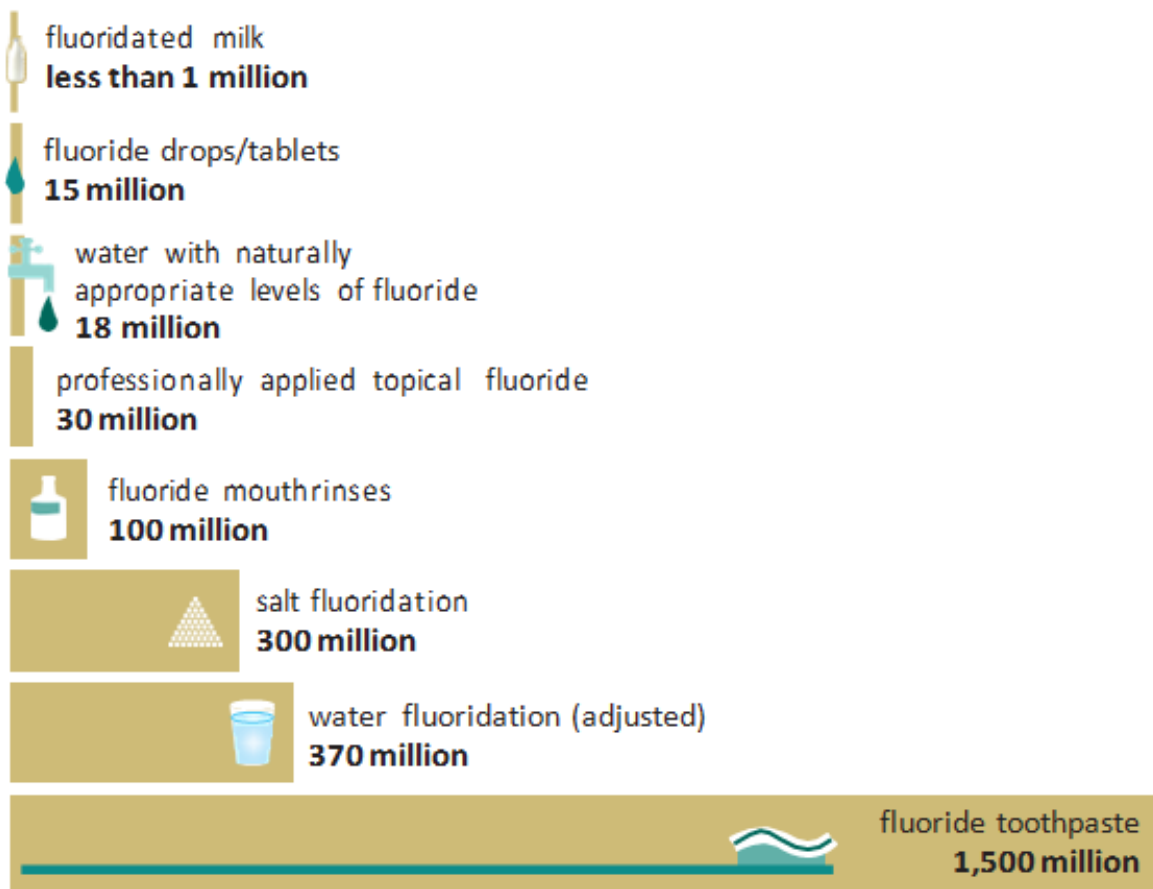 fluoridated milk
less than 1 million
fluoride drops/tablets
15 million
water with naturally
appropriate levels of fluoride
18 million
professionally applied topical fluoride
30 million
fluoride mouthrinses
100 million
salt fluoridation
300 million
water fluoridation (adjusted)
370 million
fluoride toothpaste
1,500 million